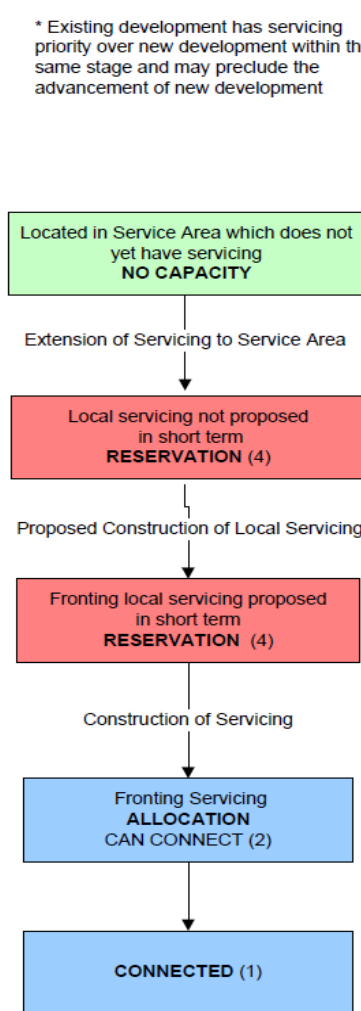 * Existing development has servicing
priority over new development within th
same stage and may preclude the
advancement of new development
Located in Service Area which does not
yet have servicing
NO CAPACITY
Extension of Servicing to Service Area
Local servicing not proposed
in short term
RESERVATION (4)
Proposed Construction of Local Servicing
Fronting local servicing proposed
in short term
RESERVATION (4)
Construction of Servicing
Fronting Servicing
ALLOCATION
CAN CONNECT (2)
CONNECTED (1)